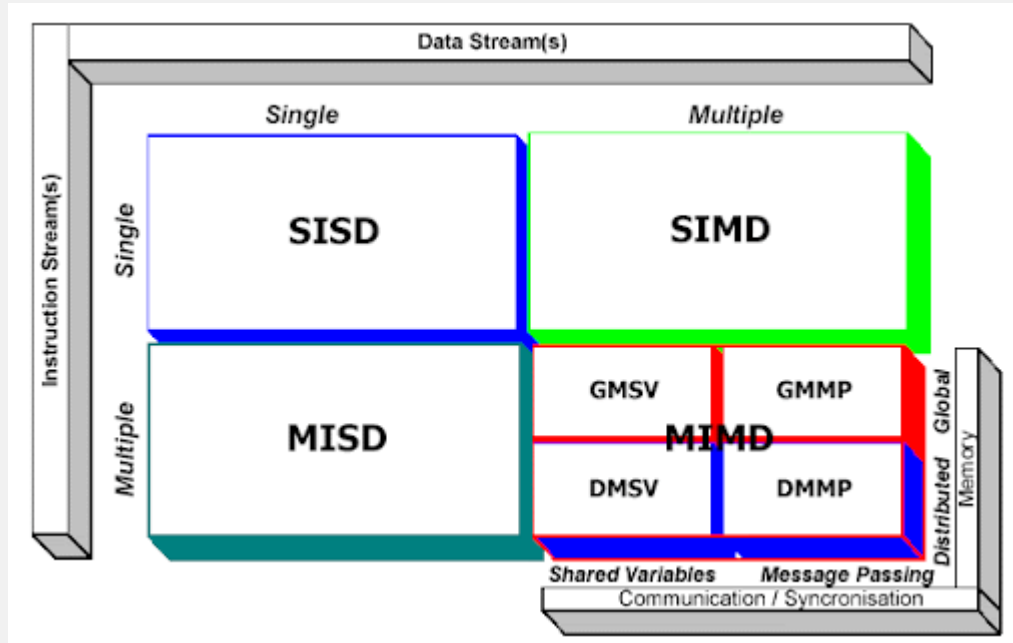 Data Stream(s)
Single
Multiple
Instruction Stream(s)
Single
SISD
SIMD
Multiple
MISD
MIMD
GMSV
GMMP
DMSV
DMMP
Global
Distributed
Memory
Shared Variables
Message Passing
Communication / Syncronisation